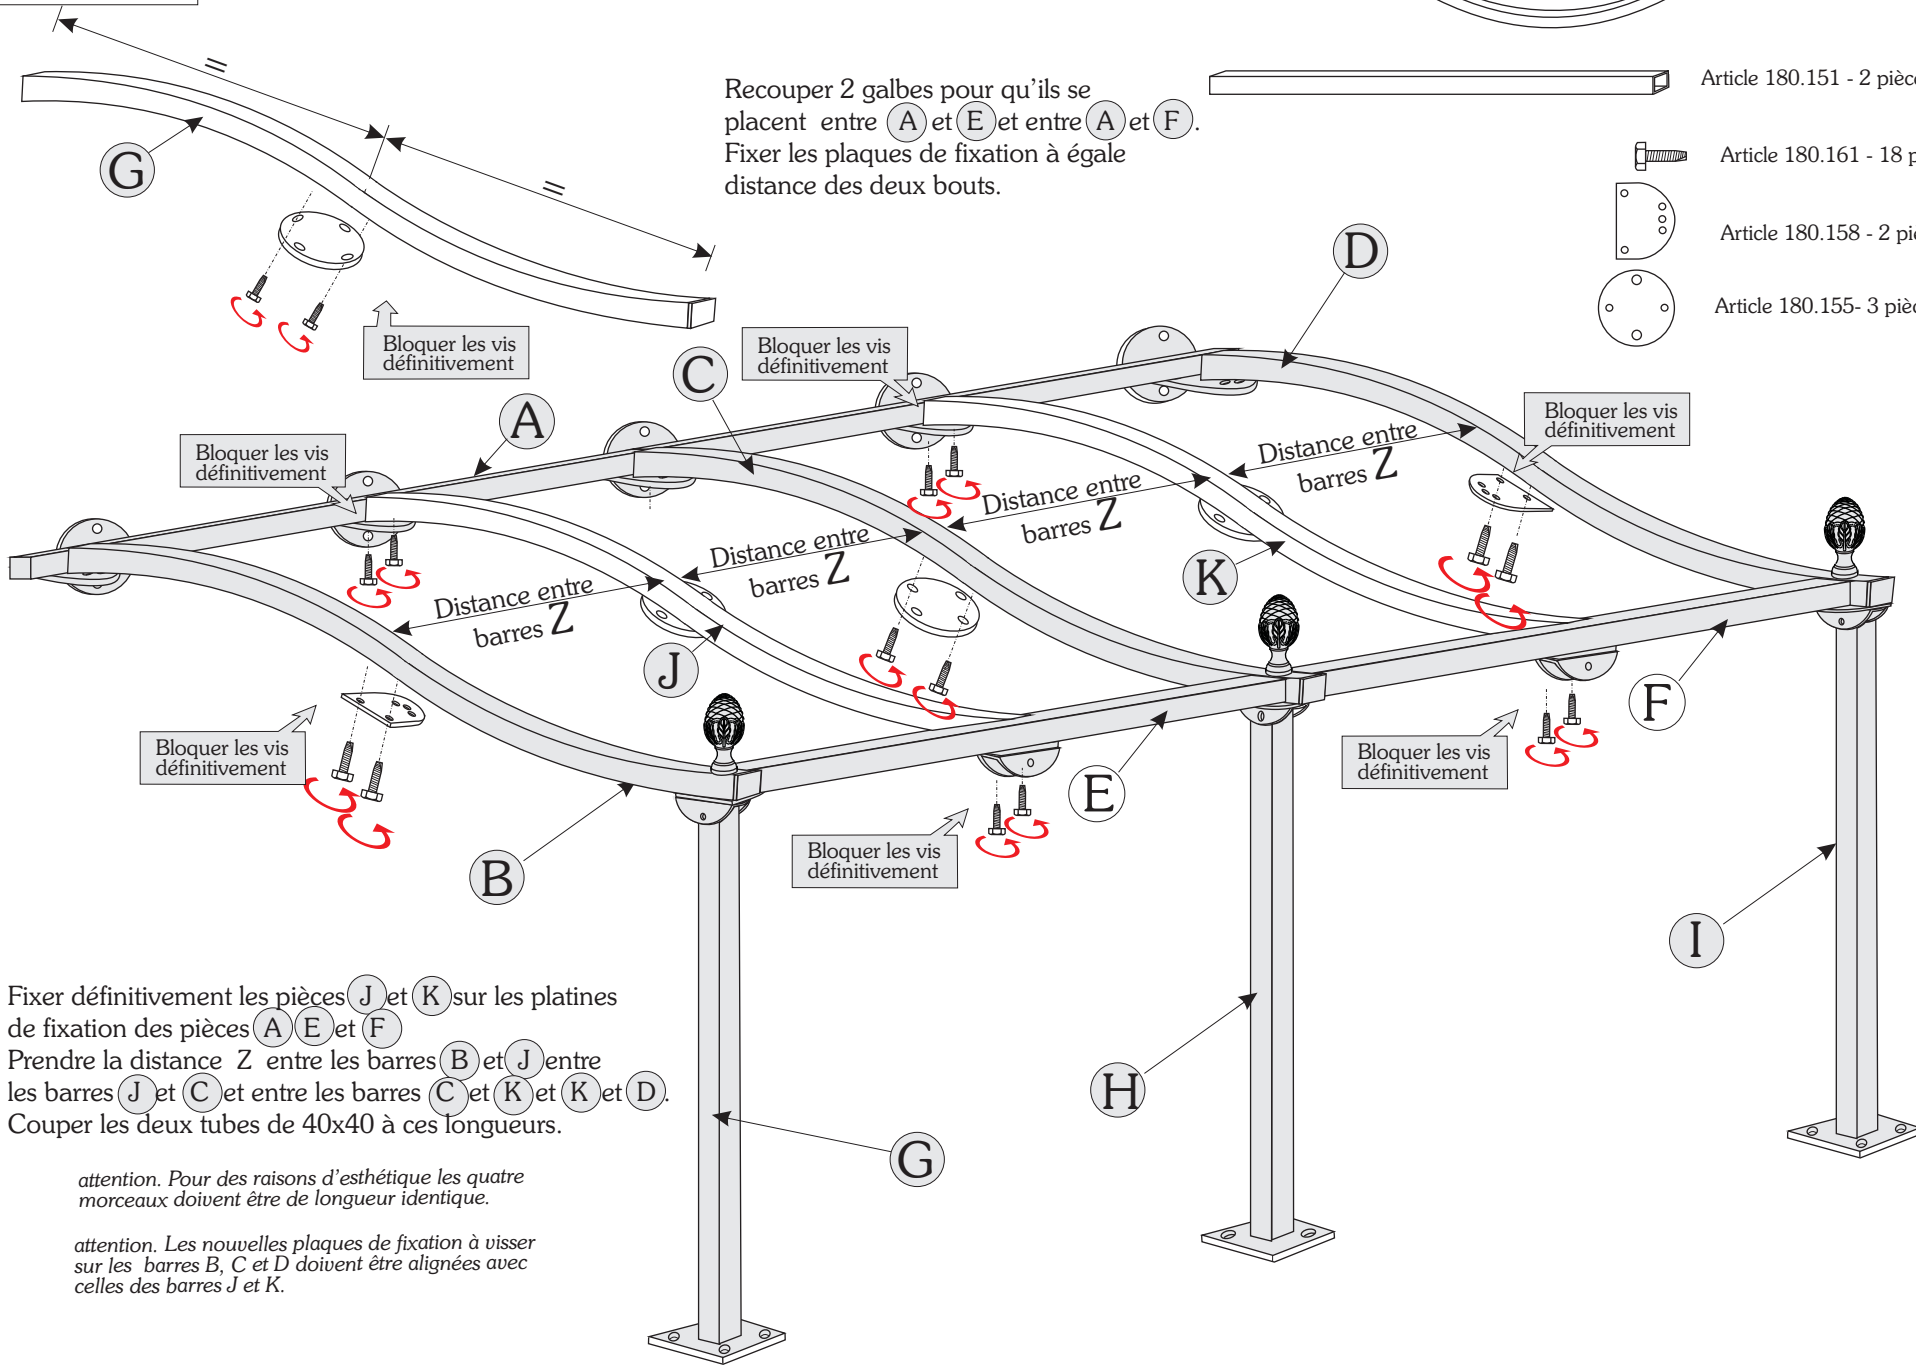 Recouper 2 galbes pour qu'ils se
placent entre A et E et entre A et F.
Fixer les plaques de fixation à égale
distance des deux bouts.
Article 180.151 - 2
Article 180.161 - 18
Article 180.158 - 2
Article 180.155- 3
=
=
G
Bloquer les vis
définitivement
Bloquer les vis
définitivement
Bloquer les vis
définitivement
Bloquer les vis
définitivement
D
C
A
Distance entre
barres Z
Distance entre
barres Z
Distance entre
barres Z
Distance entre
barres Z
K
J
F
E
Bloquer les vis
définitivement
Bloquer les vis
définitivement
Bloquer les vis
définitivement
B
I
H
G
Fixer définitivement les pièces J et K sur les platines
de fixation des pièces A E et F
Prendre la distance Z entre les barres B et J entre
les barres J et C et entre les barres C et K et K et D.
Couper les deux tubes de 40x40 à ces longueurs.
attention. Pour des raisons d'esthétique les quatre
morceaux doivent être de longueur identique.
attention. Les nouvelles plaques de fixation à visser
sur les barres B, C et D doivent être alignées avec
celles des barres J et K.